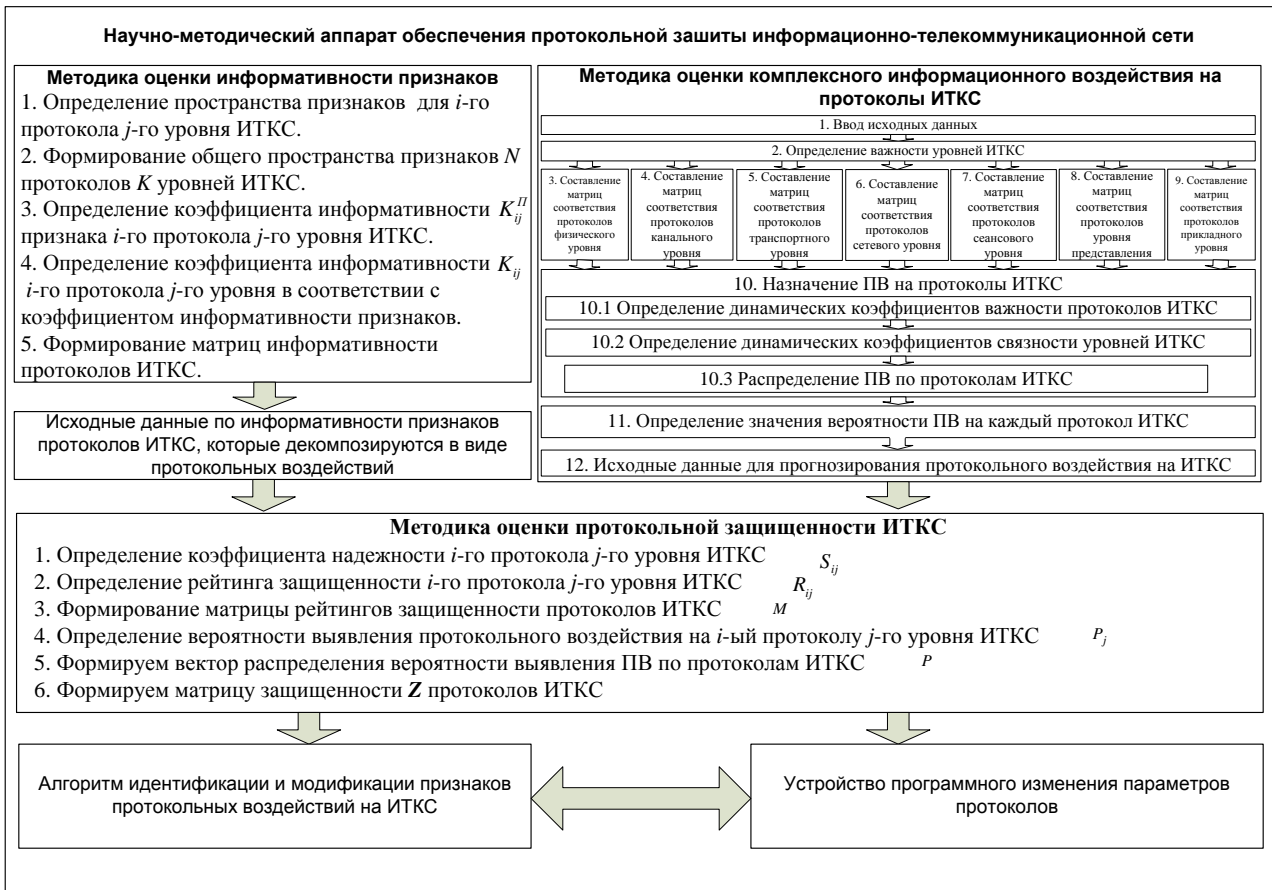 Научно-методический аппарат обеспечения протокольной зашиты информационно-телекоммуникационной сети
Методика оценки информативности признаков
1. Определение пространства признаков для i-го
протокола j-го уровня ИТКС.
2. Формирование общего пространства признаков N
протоколов K уровней ИТКС.
3. Определение коэффициента информативности K_{ij}^{П}
признака i-го протокола j-го уровня ИТКС.
4. Определение коэффициента информативности K_{ij}
i-го протокола j-го уровня в соответствии с
коэффициентом информативности признаков.
5. Формирование матриц информативности
протоколов ИТКС.
Исходные данные по информативности признаков
протоколов ИТКС, которые декомпозируются в виде
протокольных воздействий
Методика оценки комплексного информационного воздействия на
протоколы ИТКС
1. Ввод исходных данных
2. Определение важности уровней ИТКС
3. Составление
матриц
соответствия
протоколов
физического
уровня
4. Составление
матриц
соответствия
протоколов
канального
уровня
5. Составление
матриц
соответствия
протоколов
транспортного
уровня
6. Составление
матриц
соответствия
протоколов
сетевого уровня
7. Составление
матриц
соответствия
протоколов
сеансового
уровня
8. Составление
матриц
соответствия
протоколов
уровня
представления
9. Составление
матриц
соответствия
протоколов
прикладного
уровня
10. Назначение ПВ на протоколы ИТКС
10.1 Определение динамических коэффициентов важности протоколов ИТКС
10.2 Определение динамических коэффициентов связности уровней ИТКС
10.3 Распределение ПВ по протоколам ИТКС
11. Определение значения вероятности ПВ на каждый протокол ИТКС
12. Исходные данные для прогнозирования протокольного воздействия на ИТКС
Методика оценки протокольной защищенности ИТКС
1. Определение коэффициента надежности i-го протокола j-го уровня ИТКС S_{ij}
2. Определение рейтинга защищенности i-го протокола j-го уровня ИТКС R_{ij}
3. Формирование матрицы рейтингов защищенности протоколов ИТКС M
4. Определение вероятности выявления протокольного воздействия на i-ый протоколу j-го уровня ИТКС P_{j}
5. Формируем вектор распределения вероятности выявления ПВ по протоколам ИТКС P
6. Формируем матрицу защищенности Z протоколов ИТКС
Алгоритм идентификации и модификации признаков
протокольных воздействий на ИТКС
Устройство программного изменения параметров
протоколов